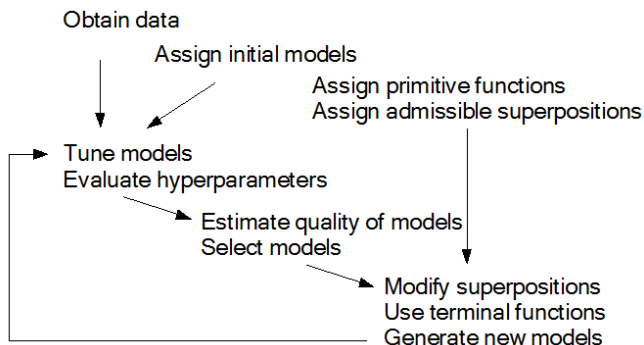 Obtain data
Assign initial models
Assign primitive functions
Assign admissible superpositions
Tune models
Evaluate hyperparameters
Estimate quality of models
Select models
Modify superpositions
Use terminal functions
Generate new models